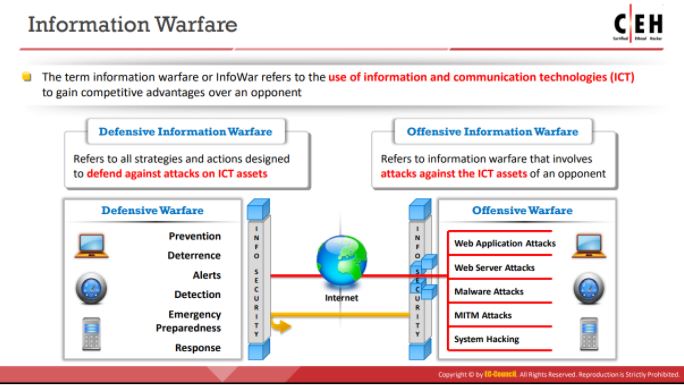 Information Warfare
C|EH
Certified Ethical Hacker
The term information warfare or InfoWar refers to the use of information and communication technologies (ICT)
to gain competitive advantages over an opponent
Defensive Information Warfare
Refers to all strategies and actions designed
to defend against attacks on ICT assets
Offensive Information Warfare
Refers to information warfare that involves
attacks against the ICT assets of an opponent
Defensive Warfare
Prevention
Deterrence
Alerts
Detection
Emergency
Preparedness
Response
INFO SECURITY
Internet
INFO SECURITY
Offensive Warfare
Web Application Attacks
Web Server Attacks
Malware Attacks
MITM Attacks
System Hacking
Copyright © by EC-Council. All Rights Reserved. Reproduction is Strictly Prohibited.